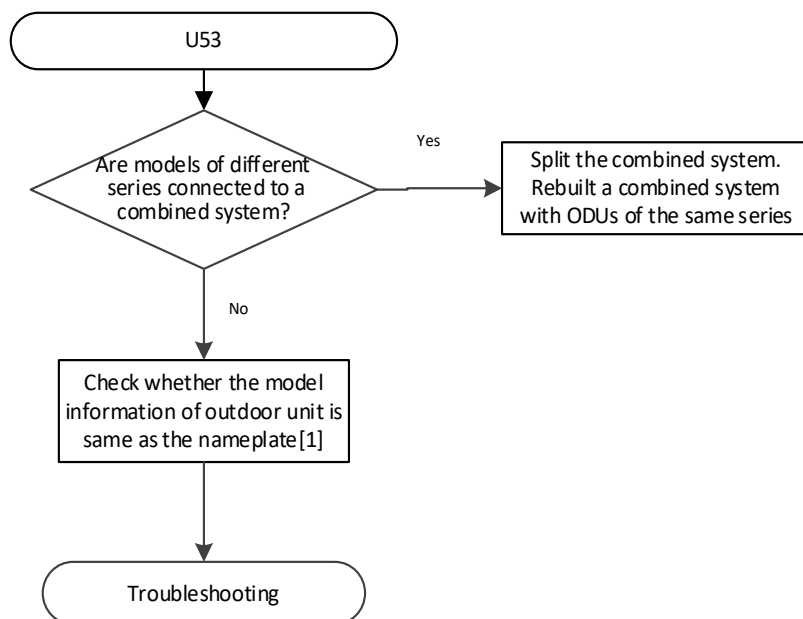 U53
Are models of different
series connected to a
combined system?
Yes
Split the combined system.
Rebuilt a combined system
with ODUs of the same series
No
Check whether the model
information of outdoor unit is
same as the nameplate[1]
Troubleshooting